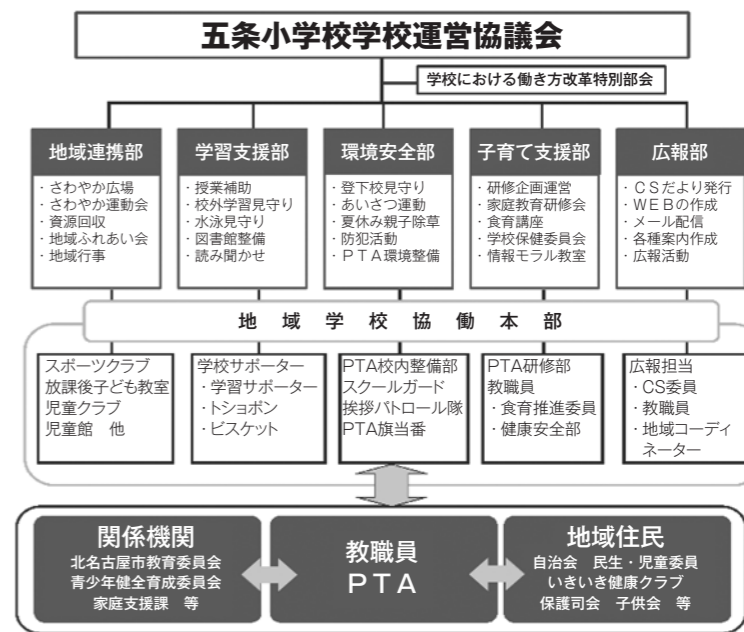 五条小学校学校運営協議会
学校における働き方改革特別部会
地域連携部
・さわやか広場
・さわやか運動会
・資源回収
・地域ふれあい会
・地域行事
学習支援部
・授業補助
・校外学習見守り
・水泳見守り
・図書館整備
・読み聞かせ
環境安全部
・登下校見守り
・あいさつ運動
・夏休み親子除草
・防犯活動
・PTA環境整備
子育て支援部
・研修企画運営
・家庭教育研修会
・食育講座
・学校保健委員会
・情報モラル教室
広報部
・CSだより発行
・WEBの作成
・メール配信
・各種案内作成
・広報活動
地域学校協働本部
スポーツクラブ
放課後子ども教室
児童クラブ
児童館　他
学校サポーター
・学習サポーター
・トショボン
・ビスケット
PTA校内整備部
スクールガード
挨拶パトロール隊
PTA旗当番
PTA研修部
教職員
・食育推進委員
・健康安全部
広報担当
・CS委員
・教職員
・地域コーディ
ネーター
関係機関
北名古屋市教育委員会
青少年健全育成委員会
家庭支援課　等
教職員
PTA
地域住民
自治会　民生・児童委員
いきいき健康クラブ
保護司会　子供会　等